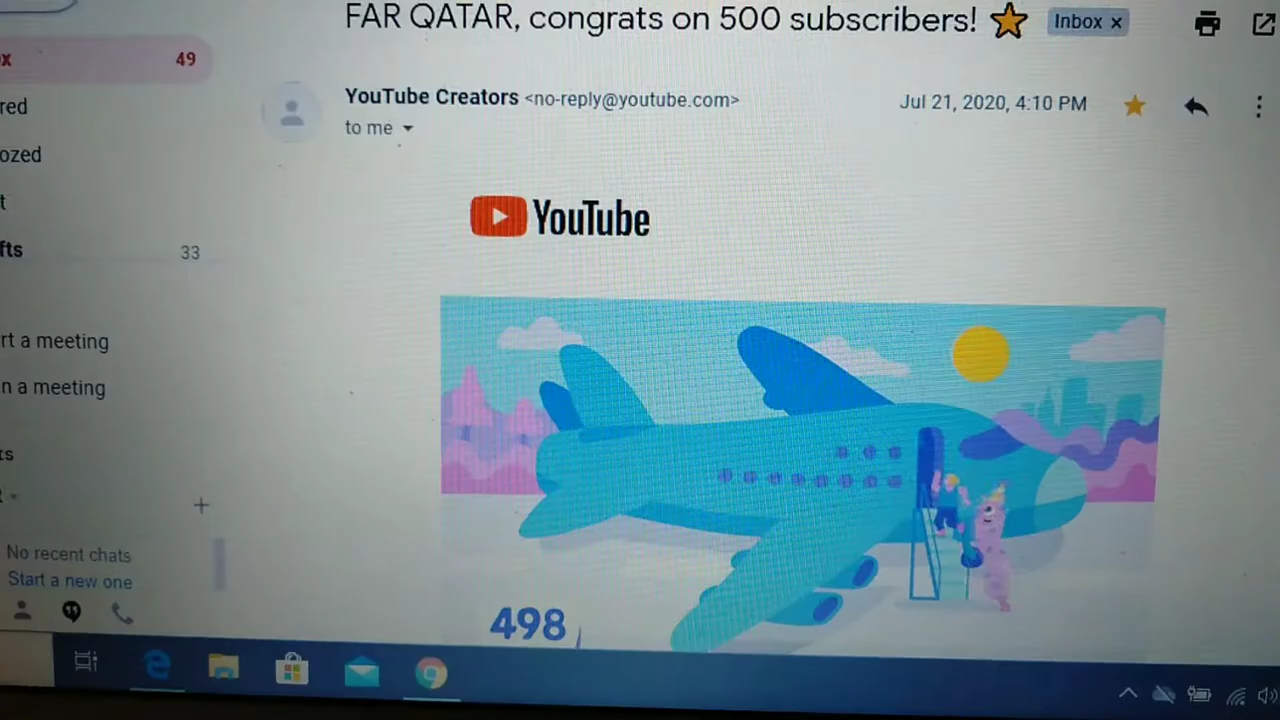 FAR QATAR, congrats on 500 subscribers!
Inbox ×
x 49
YouTube Creators <no-reply@youtube.com>
Jul 21, 2020, 4:10 PM
to me
red
ozed
YouTube
t
fts 33
rt a meeting
n a meeting
ts
No recent chats
Start a new one
498